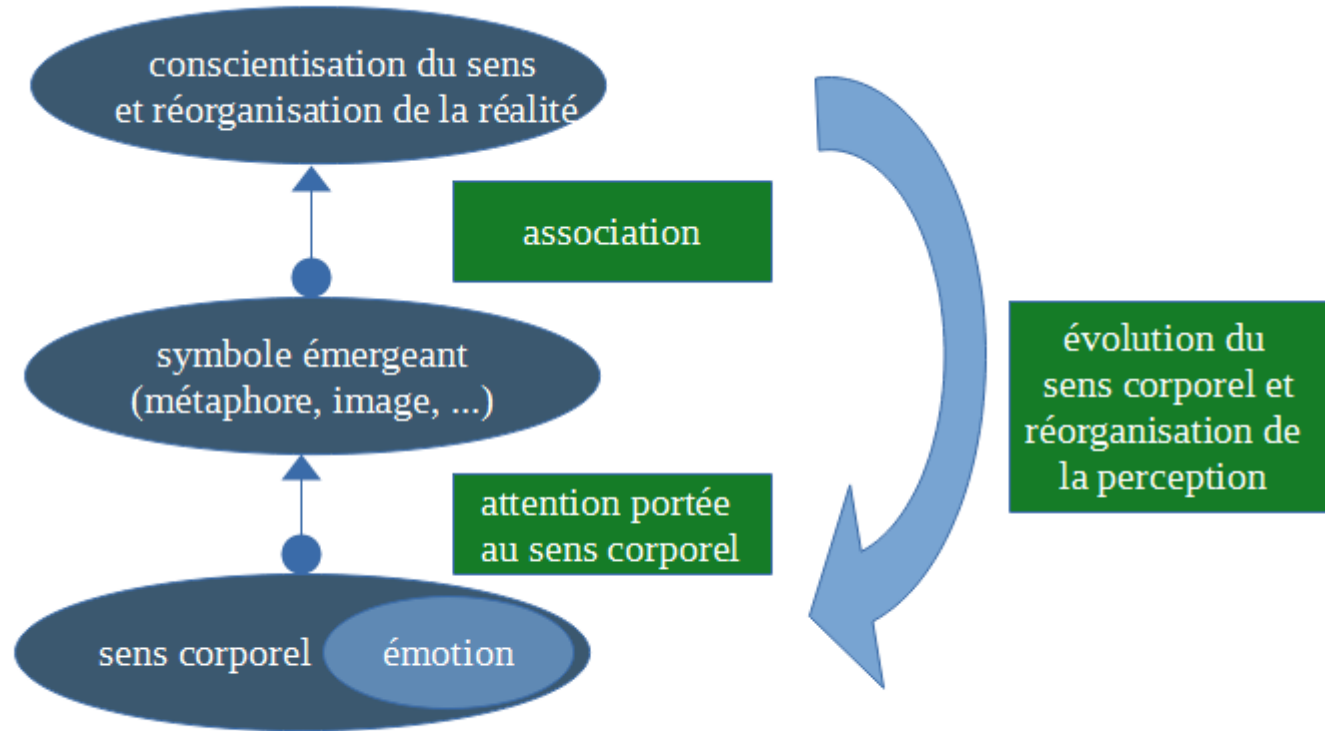 conscientisation du sens
et réorganisation de la réalité
association
symbole émergeant
(métaphore, image, ...)
évolution du
sens corporel et
réorganisation de
la perception
attention portée
au sens corporel
sens corporel
émotion